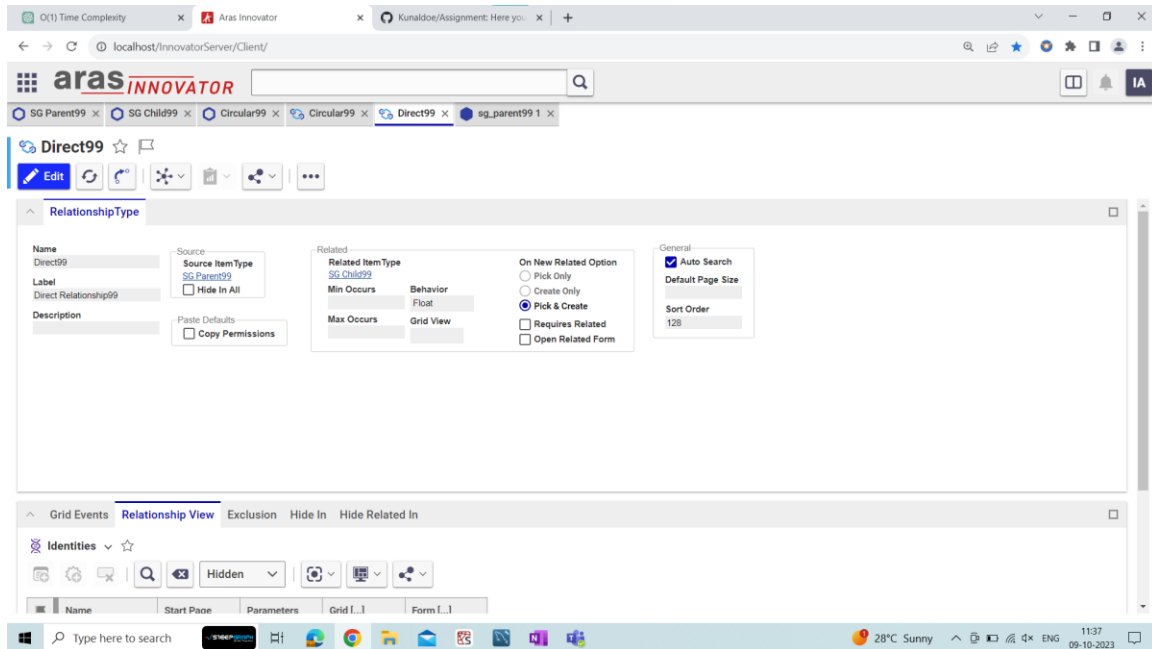 O(1) Time Complexity
Aras Innovator
Kunaldoe/Assignment: Here you
localhost/InnovatorServer/Client/
aras INNOVATOR
IA
SG Parent99
SG Child99
Circular99
Circular99
Direct99
sg_parent99 1
Direct99
Edit
RelationshipType
Name
Direct99
Label
Direct Relationship99
Description
Source
Source ItemType
SG Parent99
Hide In All
Paste Defaults
Copy Permissions
Related
Related ItemType
SG Child99
Min Occurs
Behavior
Float
Max Occurs
Grid View
On New Related Option
Pick Only
Create Only
Pick & Create
Requires Related
Open Related Form
General
Auto Search
Default Page Size
Sort Order
128
Grid Events Relationship View Exclusion Hide In Hide Related In
Identities
Hidden
Name Start Page Parameters Grid [...] Form [...]
Type here to search
28°C Sunny
ENG
11:37
09-10-2023